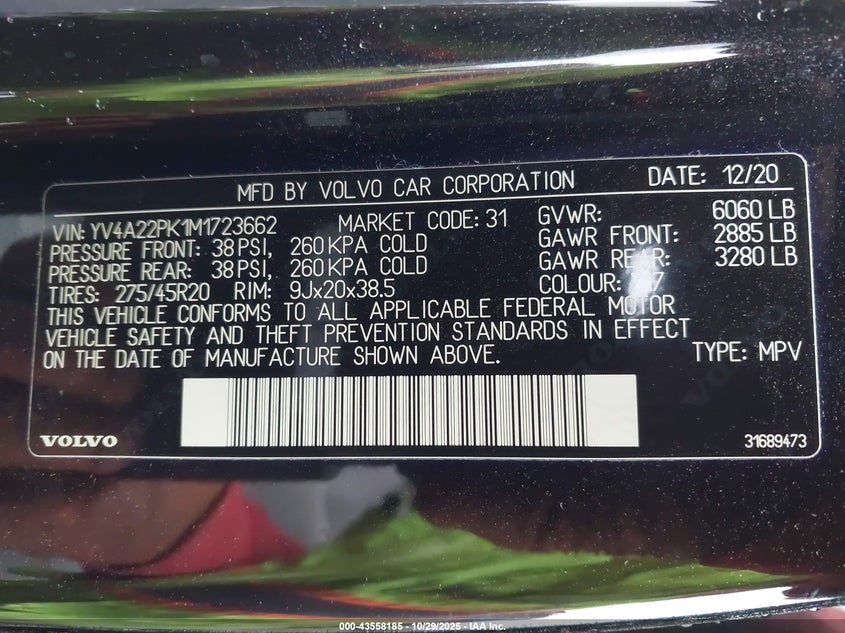 MFD BY VOLVO CAR CORPORATION DATE: 12/20
VIN: YV4A22PK1M1723662 MARKET CODE: 31 GVWR: 6060 LB
PRESSURE FRONT: 38 PSI, 260 KPA COLD GAWR FRONT: 2885 LB
PRESSURE REAR: 38 PSI, 260 KPA COLD GAWR REAR: 3280 LB
TIRES: 275/45R20 RIM: 9Jx20x38.5 COLOUR:
THIS VEHICLE CONFORMS TO ALL APPLICABLE FEDERAL MOTOR
VEHICLE SAFETY AND THEFT PREVENTION STANDARDS IN EFFECT
ON THE DATE OF MANUFACTURE SHOWN ABOVE. TYPE: MPV
VOLVO 31689473
000-43558185 - 10/29/2025 - IAA Inc.